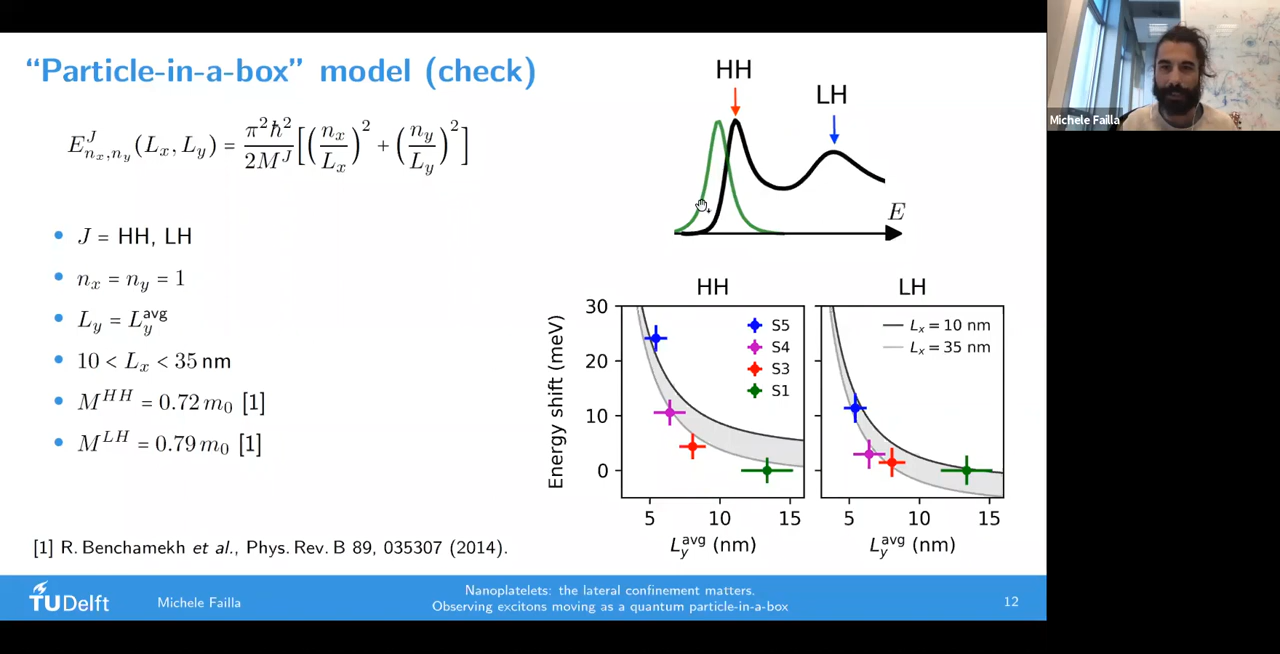 “Particle-in-a-box” model (check)
E^J_{n_x,n_y}(L_x, L_y) = \frac{π²ħ²}{2M^J}[(\frac{n_x}{L_x})² + (\frac{n_y}{L_y})²]
J = HH, LH
n_x = n_y = 1
L_y = L_y^avg
10 < L_x < 35 nm
M^HH = 0.72 m_0 [1]
M^LH = 0.79 m_0 [1]
HH
LH
E
HH
LH
Energy shift (meV)
30
20
10
0
S5
S4
S3
S1
L_x = 10 nm
L_x = 35 nm
5 10 15
5 10 15
L_y^avg (nm)
L_y^avg (nm)
[1] R. Benchamekh et al., Phys. Rev. B 89, 035307 (2014).
TUDelft
Michele Failla
Nanoplatelets: the lateral confinement matters.
Observing excitons moving as a quantum particle-in-a-box
12
Michele Failla